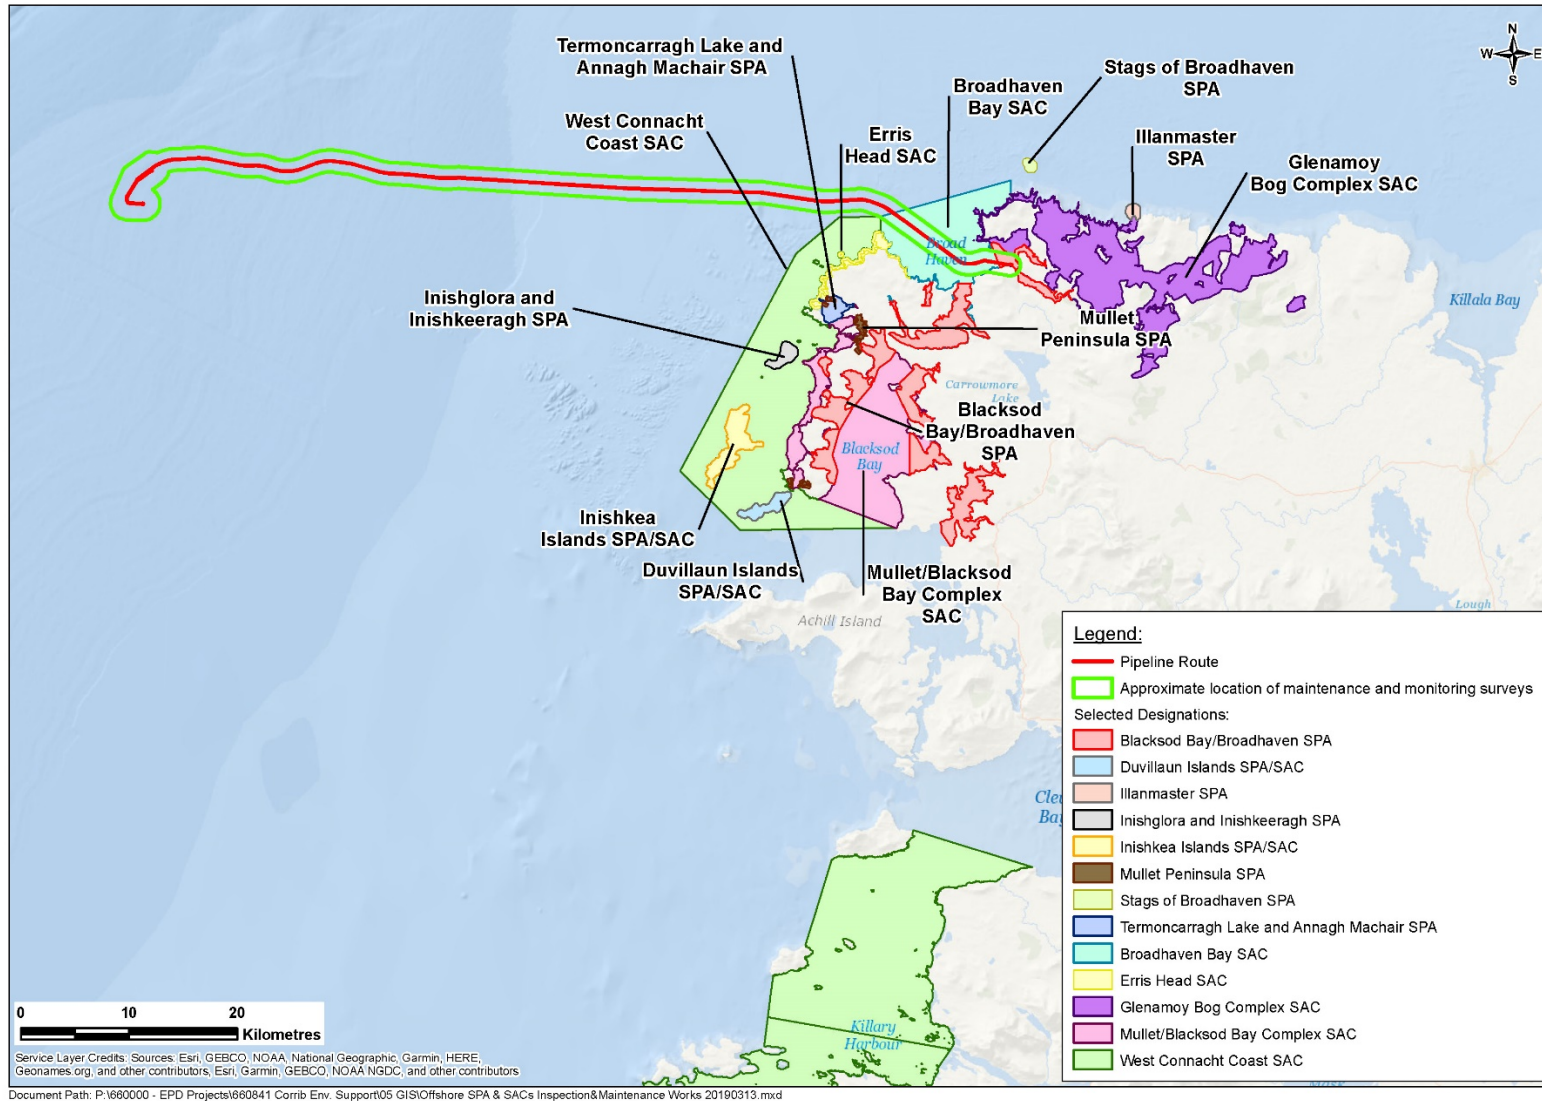 N
W E
S
Termoncarragh Lake and
Annagh Machair SPA
Stags of Broadhaven
SPA
Broadhaven
Bay SAC
West Connacht
Coast SAC
Erris
Head SAC
Illanmaster
SPA
Glenamoy
Bog Complex SAC
Broad
Haven
Inishglora and
Inishkeeragh SPA
Killala Bay
Mullet
Peninsula SPA
Carrowmore
Lake
Blacksod
Bay/Broadhaven
SPA
Blacksod
Bay
Inishkea
Islands SPA/SAC
Duvillaun Islands
SPA/SAC
Mullet/Blacksod
Bay Complex
SAC
Achill Island
Lough
Legend:
Pipeline Route
Approximate location of maintenance and monitoring surveys
Selected Designations:
Blacksod Bay/Broadhaven SPA
Duvillaun Islands SPA/SAC
Illanmaster SPA
Inishglora and Inishkeeragh SPA
Inishkea Islands SPA/SAC
Mullet Peninsula SPA
Stags of Broadhaven SPA
Termoncarragh Lake and Annagh Machair SPA
Broadhaven Bay SAC
Erris Head SAC
Glenamoy Bog Complex SAC
Mullet/Blacksod Bay Complex SAC
West Connacht Coast SAC
Bay
Killary
Harbour
0 10 20
Kilometres
Service Layer Credits: Sources: Esri, GEBCO, NOAA, National Geographic, Garmin, HERE,
Geonames.org, and other contributors, Esri, Garmin, GEBCO, NOAA NGDC, and other contributors
Document Path: P:\660000 - EPD Projects\660841 Corrib Env. Support\05 GIS\Offshore SPA & SACs Inspection&Maintenance Works 20190313.mxd